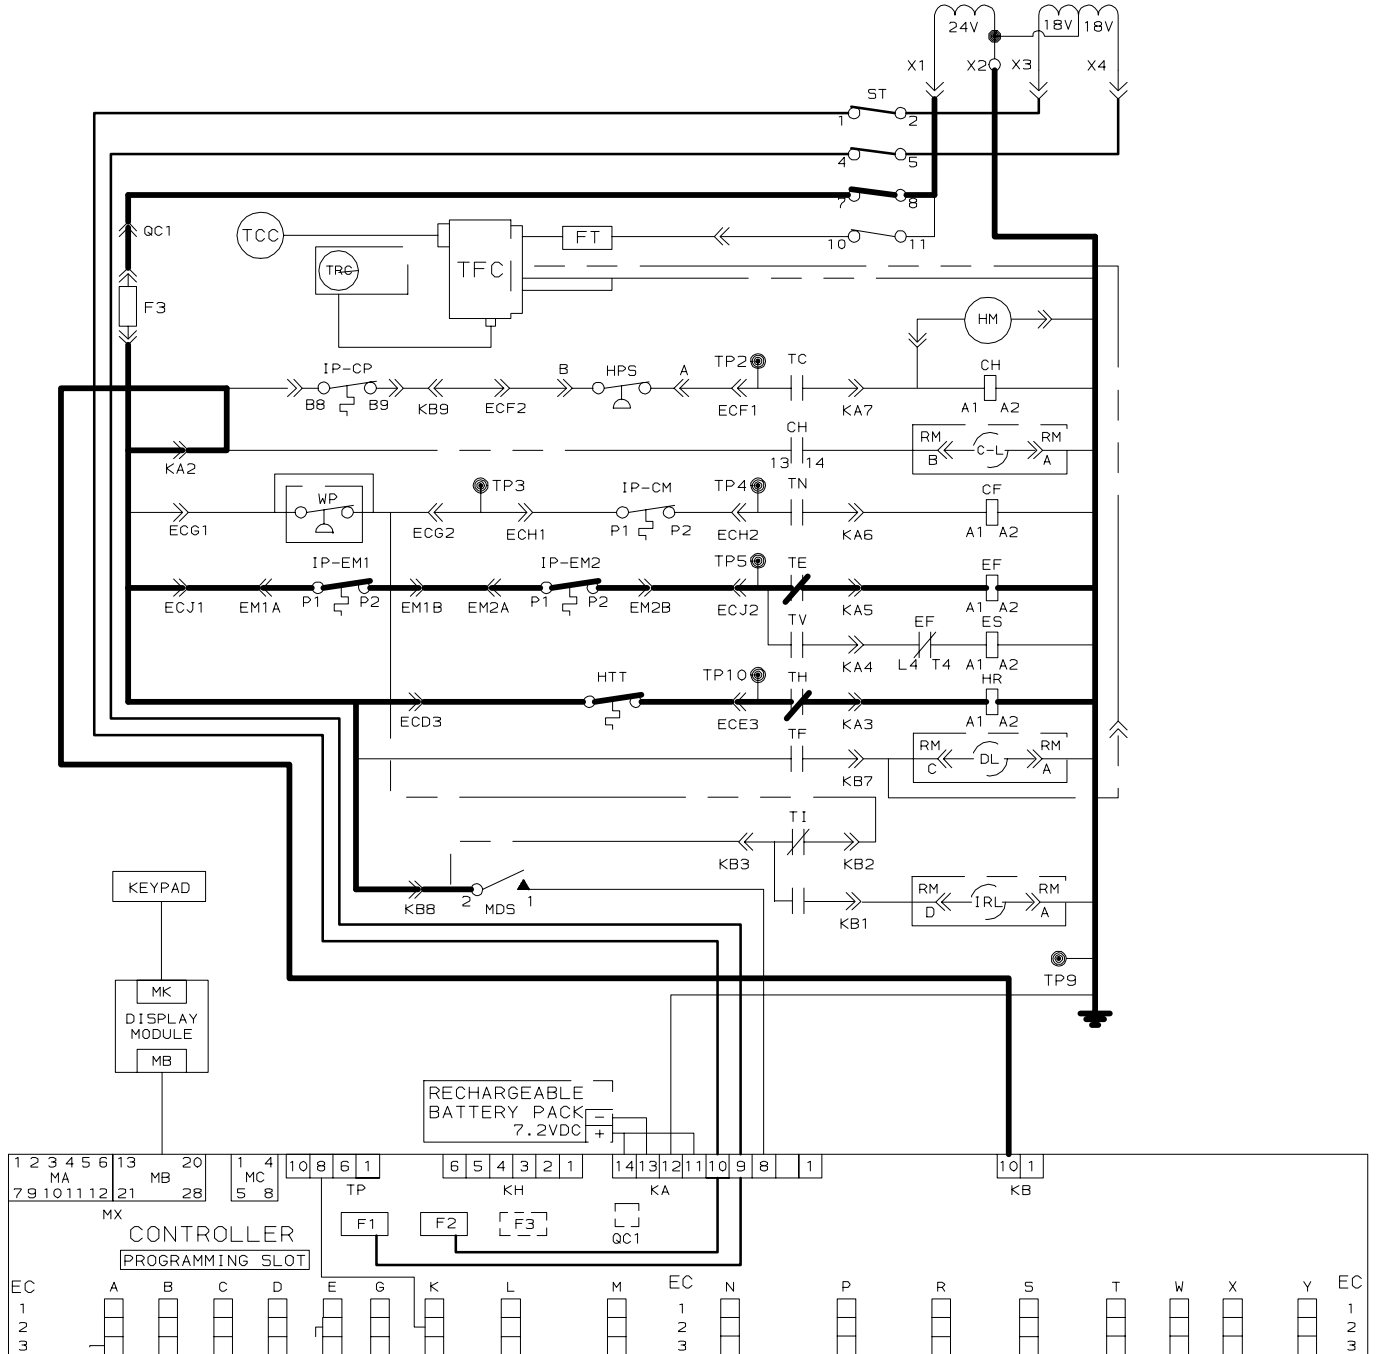 24V
18V 18V
X1 X2 X3 X4
ST
1 2
4 5
7 8
QC1
TCC
FT
10 11
TRC
TFC
F3
HM
IP-CP
B
HPS
A
TP2
TC
CH
B8 B9
KB9
ECF2
ECF1
KA7
A1 A2
CH
RM RM
C-L
KA2
13 14
B A
WP
TP3
IP-CM
TP4
TN
CF
ECG1
ECG2
ECH1
P1 P2
ECH2
KA6
A1 A2
IP-EM1
IP-EM2
TP5
TE
EF
ECJ1
EM1A
P1 P2
EM1B
EM2A
P1 P2
EM2B
ECJ2
KA5
A1 A2
TV
EF
ES
KA4
L4 T4
A1 A2
HTT
TP10
TH
HR
ECD3
ECE3
KA3
A1 A2
TF
RM RM
DL
KB7
C A
TI
KB3
KB2
KEYPAD
KB8
2 MDS 1
RM RM
IRL
KB1
D A
TP9
MK
DISPLAY
MODULE
MB
RECHARGEABLE
BATTERY PACK
7.2VDC
−
+
1 2 3 4 5 6 13 20
MA MB
7 9 10 11 12 21 28
1 4
MC
5 8
10 8 6 1
TP
6 5 4 3 2 1
KH
14 13 12 11 10 9 8 1
KA
10 1
KB
MX
CONTROLLER
PROGRAMMING SLOT
F1 F2 F3
QC1
EC A B C D E G K L M EC N P R S T W X Y EC
1 1 1
2 2 2
3 3 3